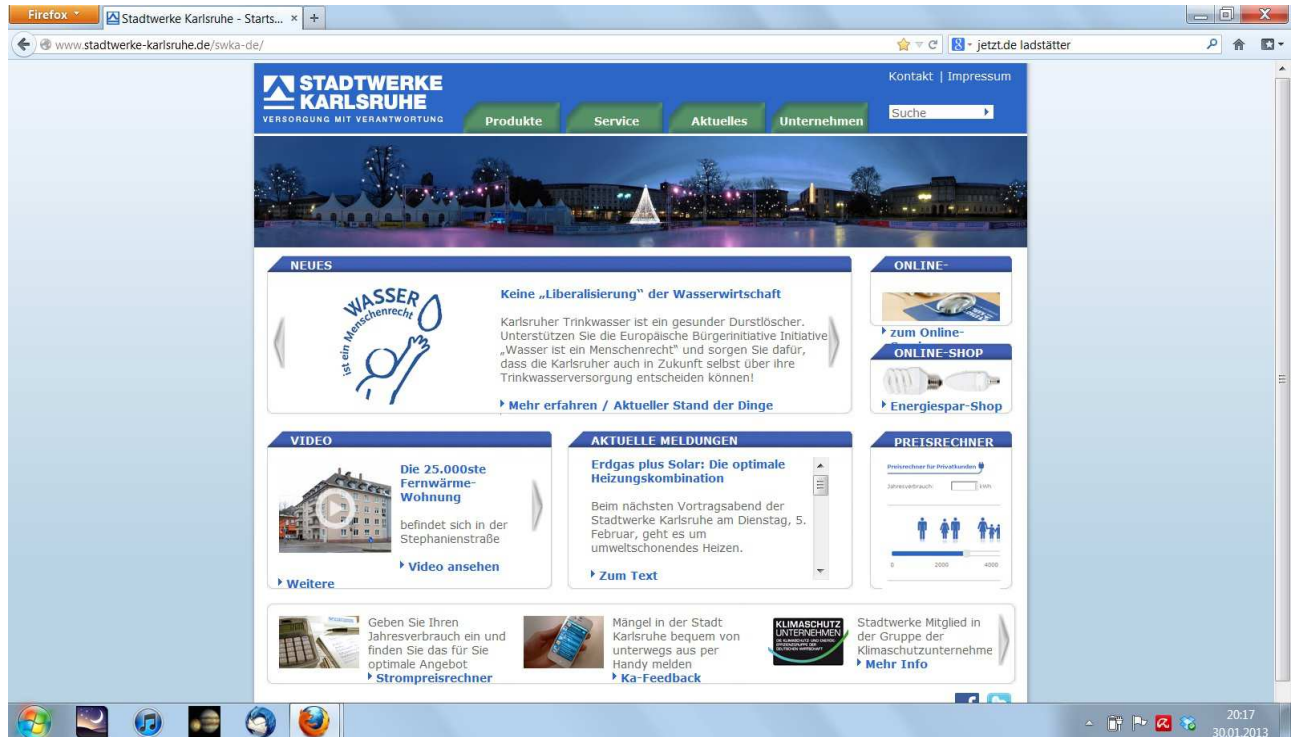 Firefox
Stadtwerke Karlsruhe - Starts...
www.stadtwerke-karlsruhe.de/swka-de/
jetzt.de ladstätter
STADTWERKE
KARLSRUHE
VERSORGUNG MIT VERANTWORTUNG
Kontakt | Impressum
Suche
Produkte
Service
Aktuelles
Unternehmen
NEUES
WASSER
ist ein Menschenrecht
Keine „Liberalisierung“ der Wasserwirtschaft
Karlsruher Trinkwasser ist ein gesunder Durstlöscher.
Unterstützen Sie die Europäische Bürgerinitiative Initiative
„Wasser ist ein Menschenrecht“ und sorgen Sie dafür,
dass die Karlsruher auch in Zukunft selbst über ihre
Trinkwasserversorgung entscheiden können!
Mehr erfahren / Aktueller Stand der Dinge
ONLINE-
zum Online-
ONLINE-SHOP
Energiespar-Shop
VIDEO
Die 25.000ste
Fernwärme-
Wohnung
befindet sich in der
Stephanienstraße
Video ansehen
Weitere
AKTUELLE MELDUNGEN
Erdgas plus Solar: Die optimale
Heizungskombination
Beim nächsten Vortragsabend der
Stadtwerke Karlsruhe am Dienstag, 5.
Februar, geht es um
umweltschonendes Heizen.
Zum Text
PREISRECHNER
Preisrechner für Privatkunden
Jahresverbrauch: kWh
0 2000 4000
Geben Sie Ihren
Jahresverbrauch ein und
finden Sie das für Sie
optimale Angebot
Strompreisrechner
Mängel in der Stadt
Karlsruhe bequem von
unterwegs aus per
Handy melden
Ka-Feedback
KLIMASCHUTZ
UNTERNEHMEN
DIE KLIMASCHUTZ- UND ENERGIE-
EFFIZIENZGRUPPE DER
DEUTSCHEN WIRTSCHAFT
Stadtwerke Mitglied in
der Gruppe der
Klimaschutzunternehme
Mehr Info
20:17
30.01.2013